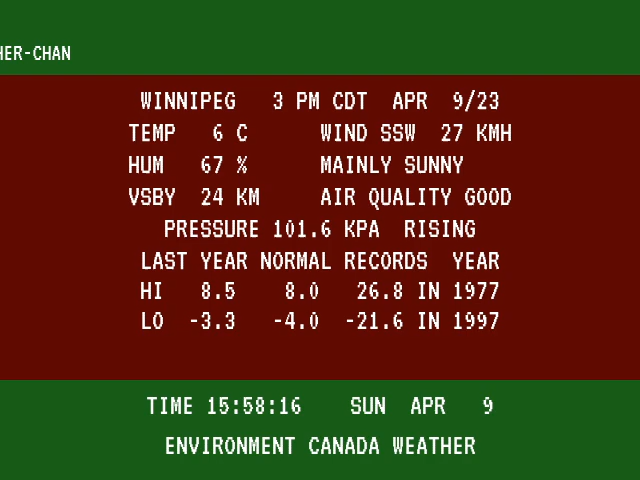 HER-CHAN
WINNIPEG 3 PM CDT APR 9/23
TEMP 6 C WIND SSW 27 KMH
HUM 67 % MAINLY SUNNY
VSBY 24 KM AIR QUALITY GOOD
PRESSURE 101.6 KPA RISING
LAST YEAR NORMAL RECORDS YEAR
HI 8.5 8.0 26.8 IN 1977
LO -3.3 -4.0 -21.6 IN 1997
TIME 15:58:16 SUN APR 9
ENVIRONMENT CANADA WEATHER